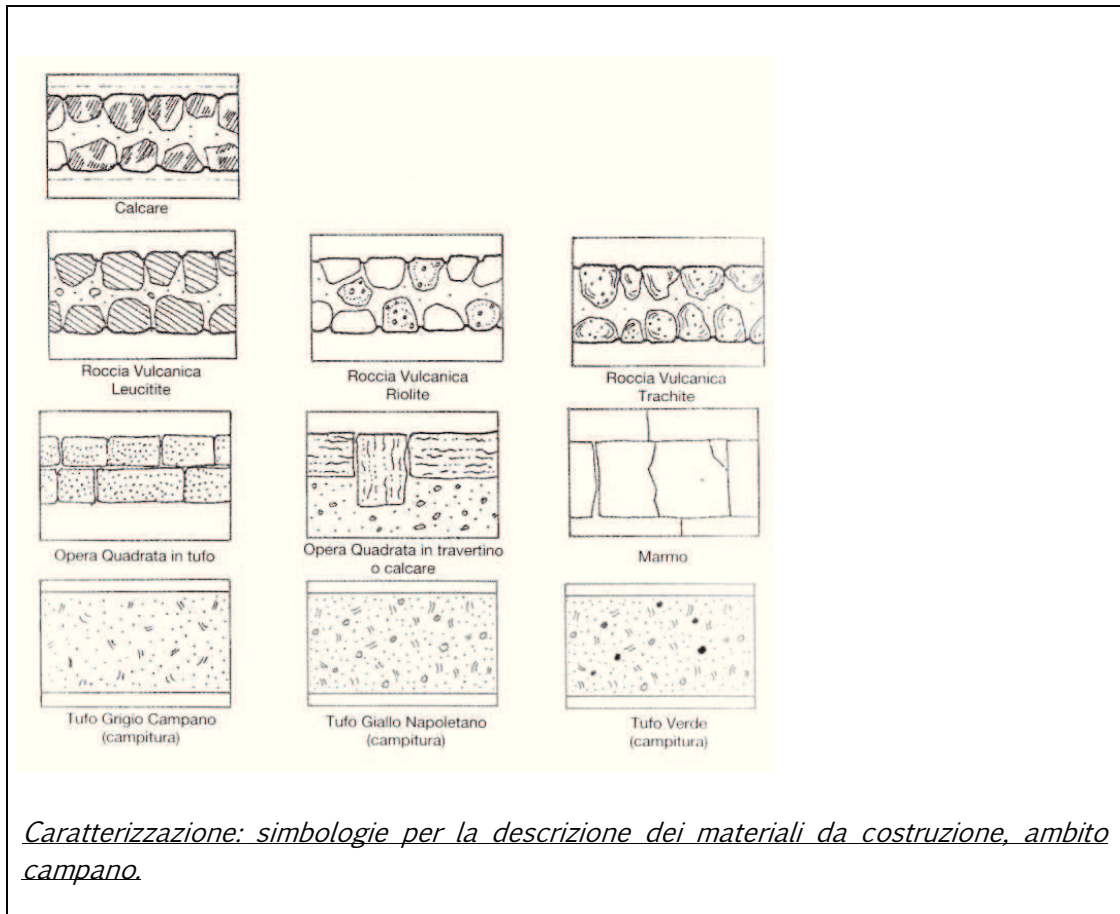 Calcare
Roccia Vulcanica
Leucitite
Roccia Vulcanica
Riolite
Roccia Vulcanica
Trachite
Opera Quadrata in tufo
Opera Quadrata in travertino
o calcare
Marmo
Tufo Grigio Campano
(campitura)
Tufo Giallo Napoletano
(campitura)
Tufo Verde
(campitura)
Caratterizzazione: simbologie per la descrizione dei materiali da costruzione, ambito
campano.